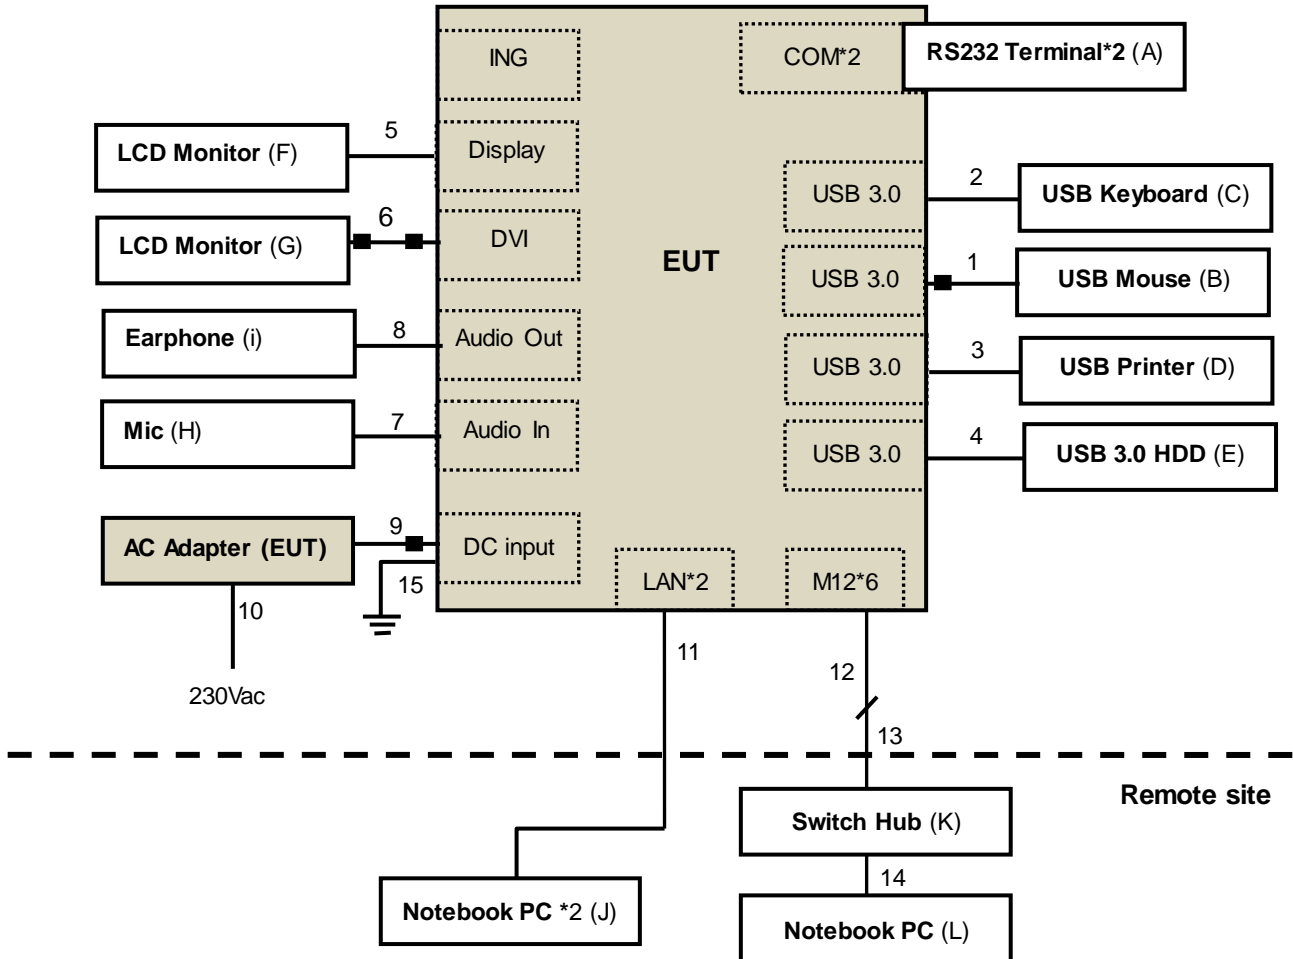 ING
COM*2
RS232 Terminal*2 (A)
5
LCD Monitor (F)
Display
USB 3.0
2
USB Keyboard (C)
6
LCD Monitor (G)
DVI
EUT
USB 3.0
1
USB Mouse (B)
Earphone (i)
8
Audio Out
USB 3.0
3
USB Printer (D)
Mic (H)
7
Audio In
USB 3.0
4
USB 3.0 HDD (E)
AC Adapter (EUT)
9
DC input
15
LAN*2
M12*6
10
11
12
230Vac
13
Remote site
Switch Hub (K)
14
Notebook PC *2 (J)
Notebook PC (L)